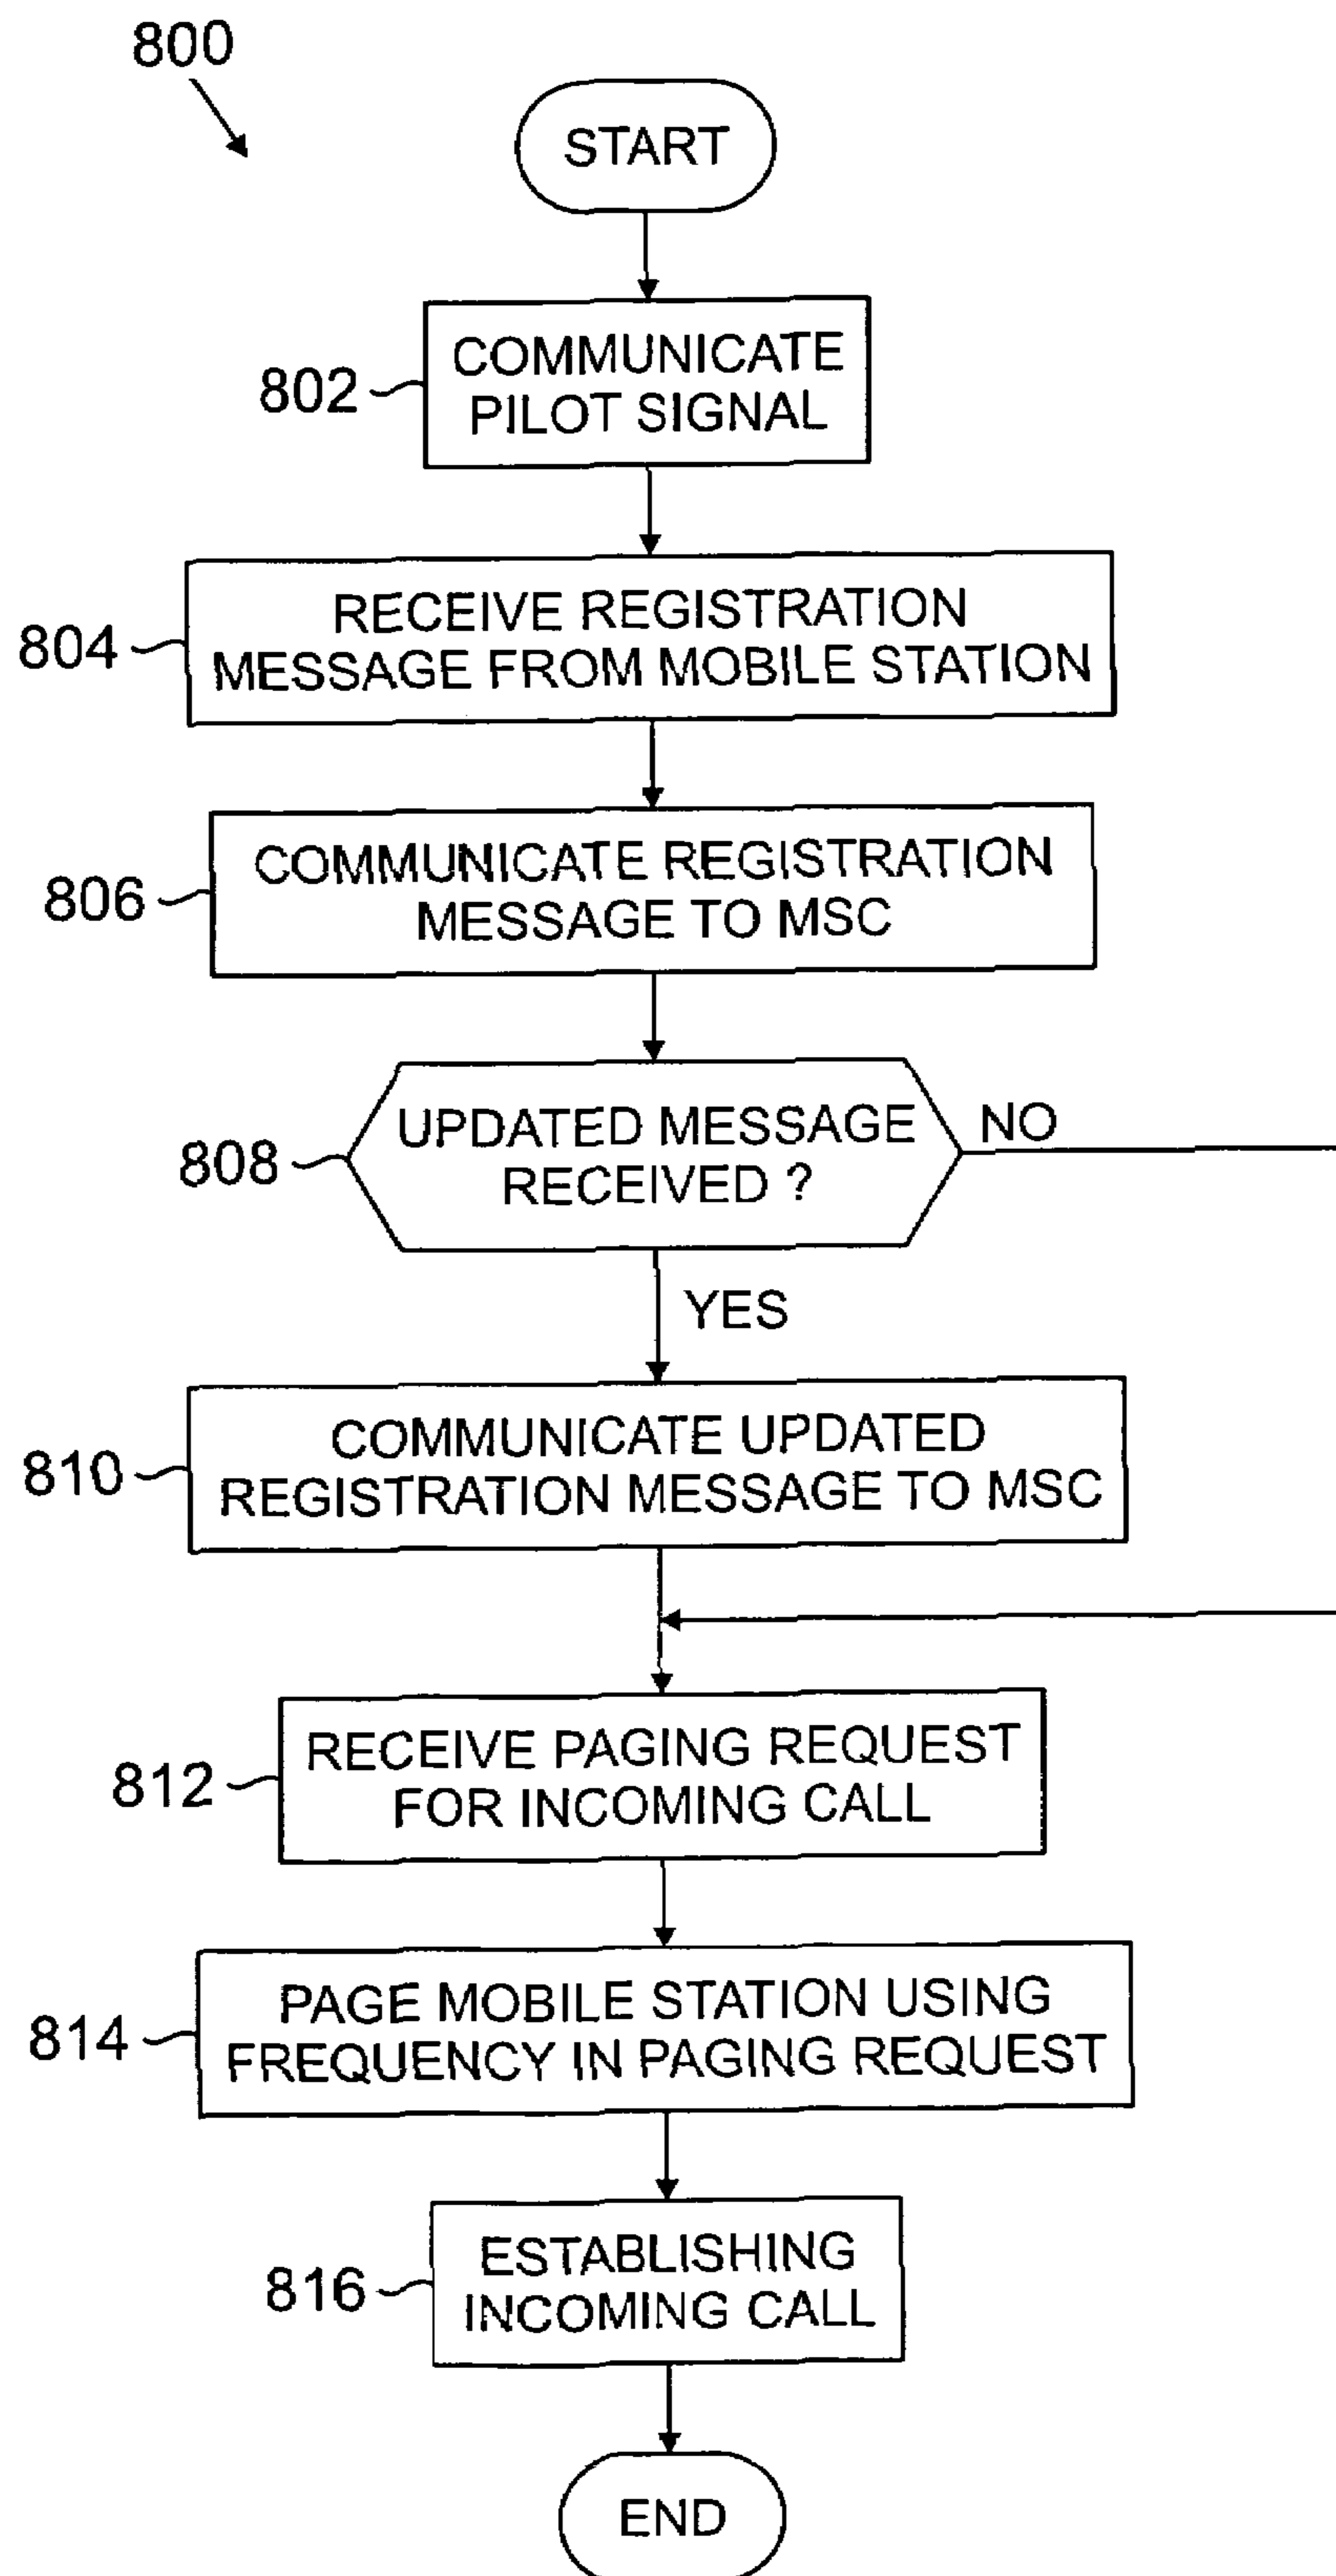 800
START
802
COMMUNICATE
PILOT SIGNAL
804
RECEIVE REGISTRATION
MESSAGE FROM MOBILE STATION
806
COMMUNICATE REGISTRATION
MESSAGE TO MSC
808
UPDATED MESSAGE
RECEIVED ?
NO
YES
810
COMMUNICATE UPDATED
REGISTRATION MESSAGE TO MSC
812
RECEIVE PAGING REQUEST
FOR INCOMING CALL
814
PAGE MOBILE STATION USING
FREQUENCY IN PAGING REQUEST
816
ESTABLISHING
INCOMING CALL
END